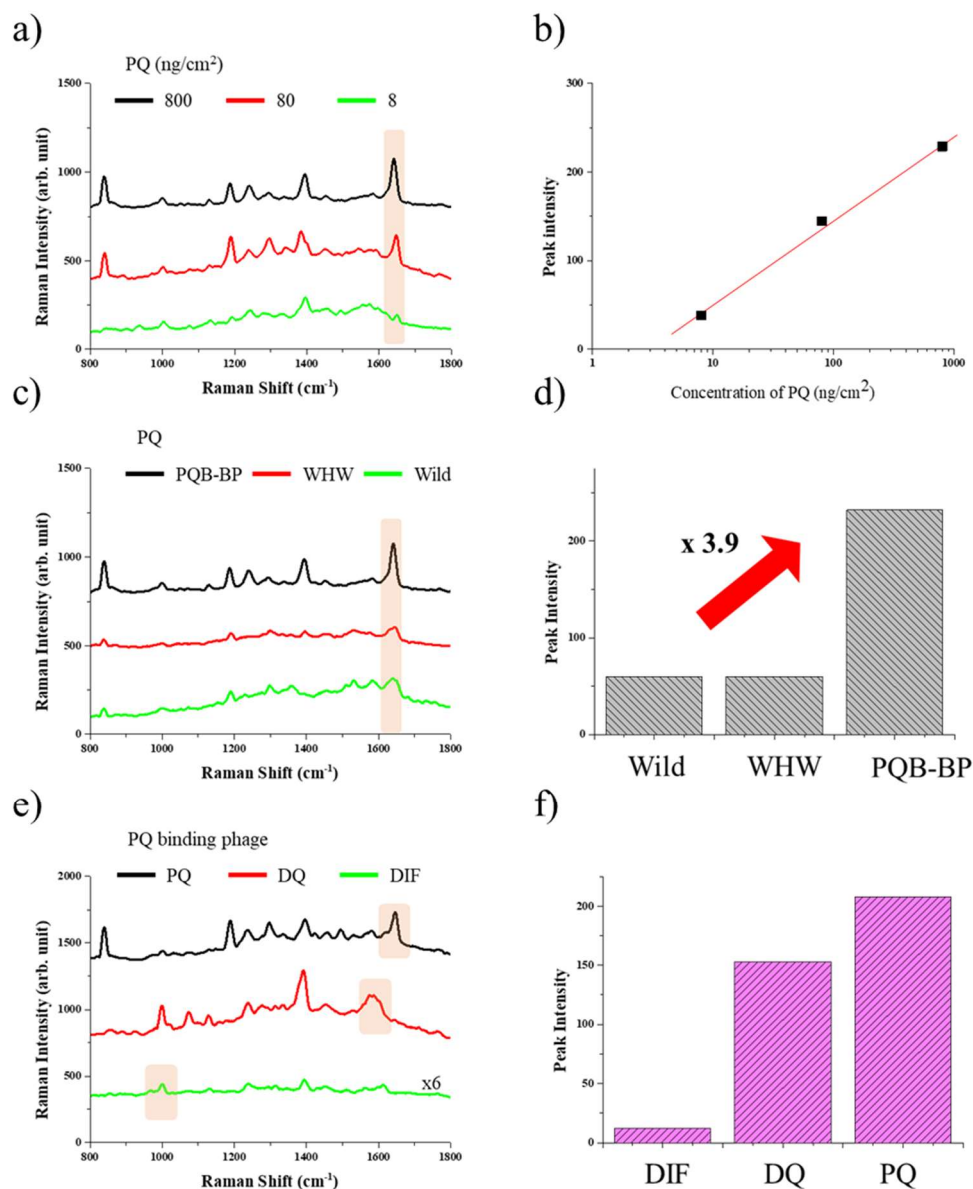 a)
PQ (ng/cm²)
800 80 8
1500
1000
500
0
Raman Intensity (arb. unit)
800 1000 1200 1400 1600 1800
Raman Shift (cm⁻¹)
b)
300
200
100
0
Peak intensity
1 10 100 1000
Concentration of PQ (ng/cm²)
c)
PQ
PQB-BP WHW Wild
1500
1000
500
0
Raman Intensity (arb. unit)
800 1000 1200 1400 1600 1800
Raman Shift (cm⁻¹)
d)
x 3.9
200
100
0
Peak Intensity
Wild WHW PQB-BP
e)
PQ binding phage
PQ DQ DIF
2000
1500
1000
500
0
x6
Raman Intensity (arb. unit)
800 1000 1200 1400 1600 1800
Raman Shift (cm⁻¹)
f)
200
150
100
50
0
Peak Intensity
DIF DQ PQ